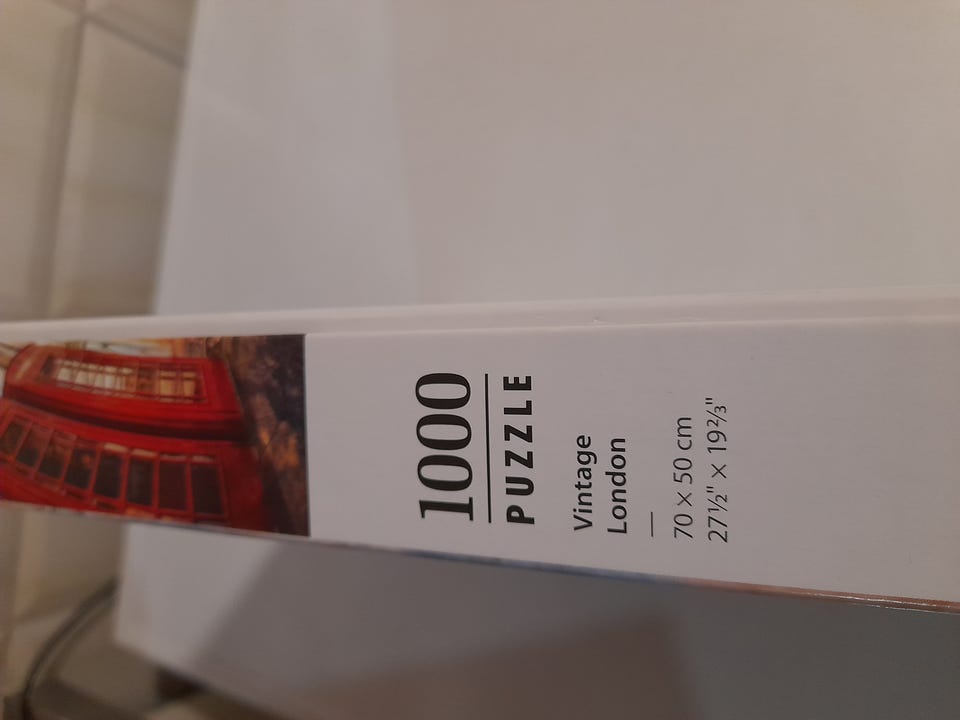 1000
PUZZLE
Vintage
London
70 x 50 cm
27½" x 19⅔"